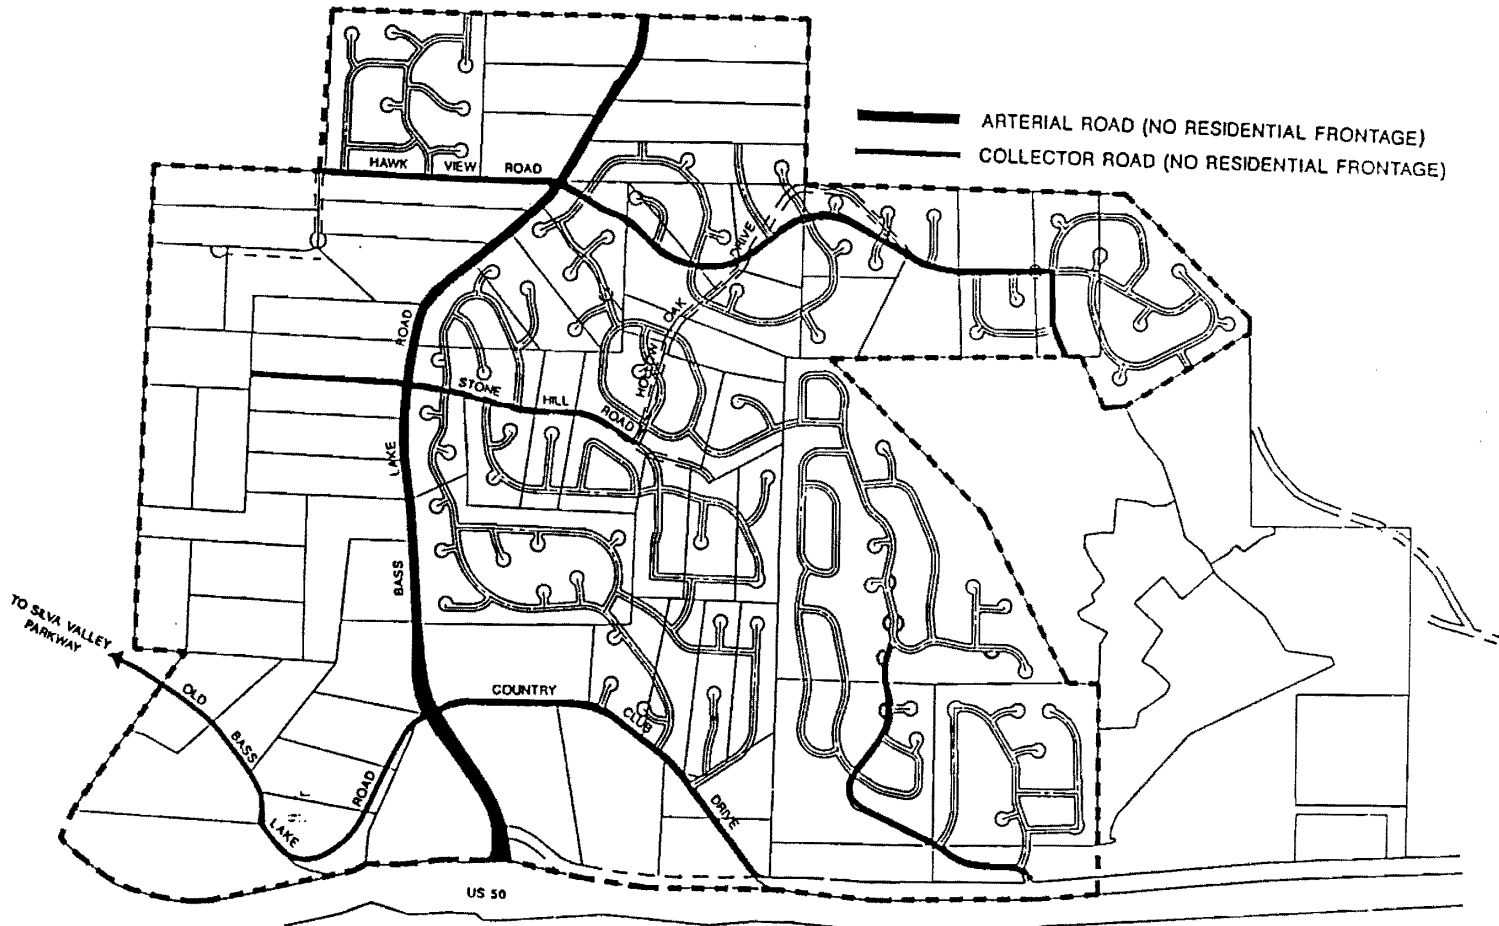 ARTERIAL ROAD (NO RESIDENTIAL FRONTAGE)
COLLECTOR ROAD (NO RESIDENTIAL FRONTAGE)
HAWK VIEW ROAD
DRIVE
OAK
HOLLOW
ROAD
LAKE
BASS
STONE HILL ROAD
TO SILVA VALLEY
PARKWAY
OLD
BASS
LAKE
ROAD
COUNTRY
CLUB
DRIVE
US 50